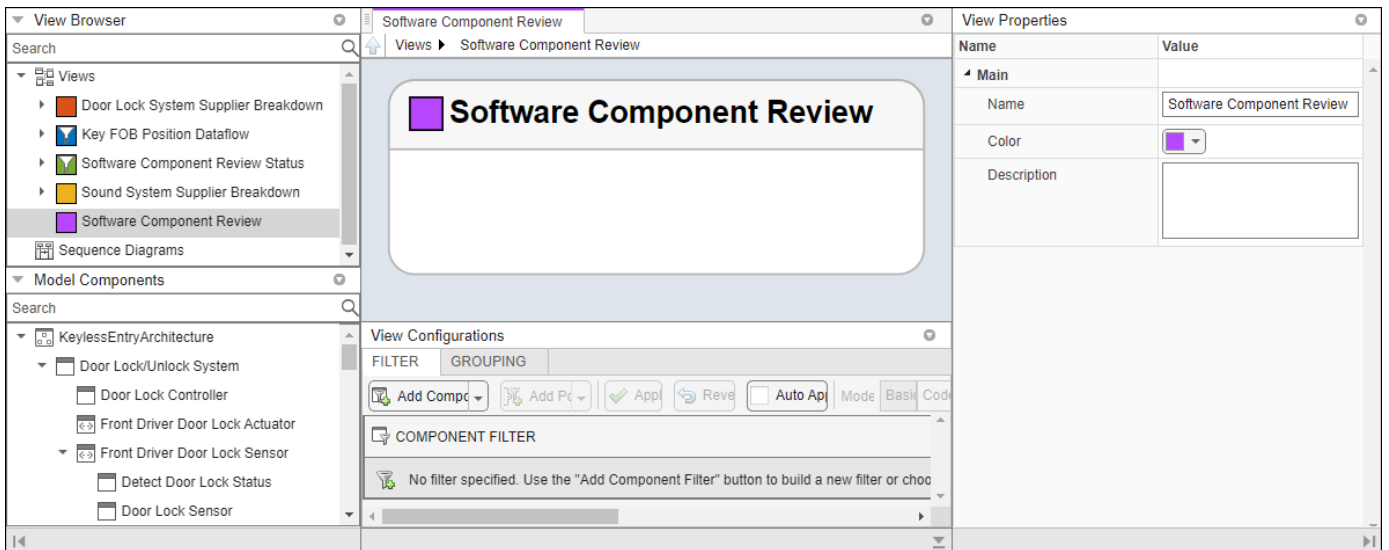 View Browser
Search
Views
Door Lock System Supplier Breakdown
Key FOB Position Dataflow
Software Component Review Status
Sound System Supplier Breakdown
Software Component Review
Sequence Diagrams
Model Components
Search
KeylessEntryArchitecture
Door Lock/Unlock System
Door Lock Controller
Front Driver Door Lock Actuator
Front Driver Door Lock Sensor
Detect Door Lock Status
Door Lock Sensor
Software Component Review
Views Software Component Review
Software Component Review
View Configurations
FILTER GROUPING
Add Compo Add Po Appl Reve Auto App Mode Basic Code
COMPONENT FILTER
No filter specified. Use the "Add Component Filter" button to build a new filter or choo
View Properties
Name Value
Main
Name Software Component Review
Color
Description